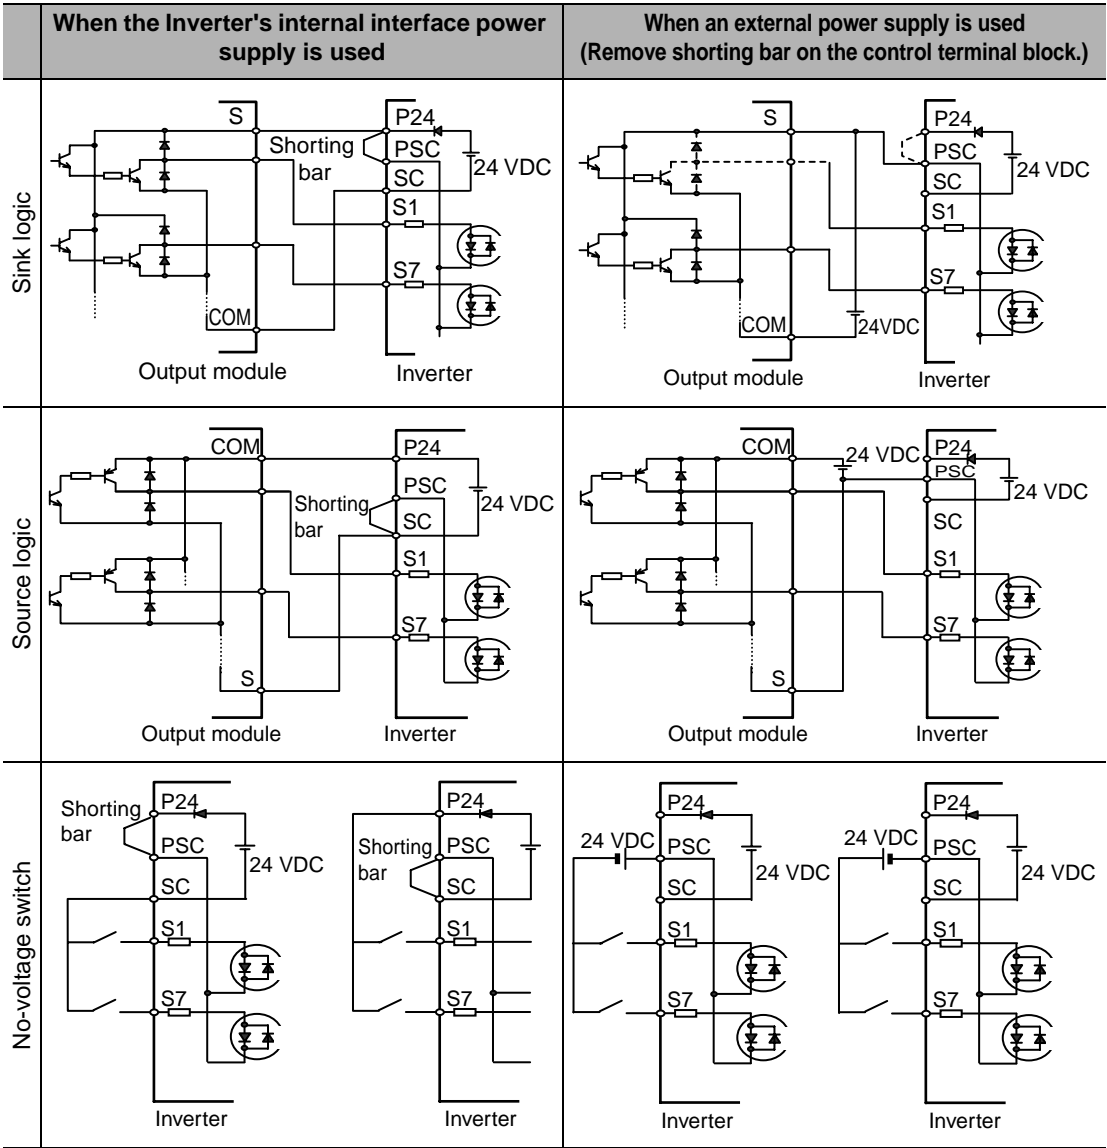 When the Inverter's internal interface power
supply is used
When an external power supply is used
(Remove shorting bar on the control terminal block.)
Sink logic
S
P24
Shorting
bar
PSC
24 VDC
SC
S1
S7
COM
Output module
Inverter
S
P24
PSC
24 VDC
SC
S1
S7
COM
24VDC
Output module
Inverter
Source logic
COM
P24
PSC
Shorting
bar
24 VDC
SC
S1
S7
S
Output module
Inverter
COM
24 VDC
P24
PSC
24 VDC
SC
S1
S7
S
Output module
Inverter
No-voltage switch
Shorting
bar
P24
PSC
24 VDC
SC
S1
S7
Inverter
P24
Shorting
bar
PSC
SC
S1
S7
Inverter
P24
24 VDC
PSC
24 VDC
SC
S1
S7
Inverter
P24
24 VDC
PSC
24 VDC
SC
S1
S7
Inverter